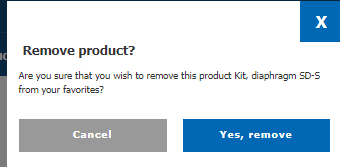 X
Remove product?
Are you sure that you wish to remove this product Kit, diaphragm SD-S
from your favorites?
Cancel
Yes, remove